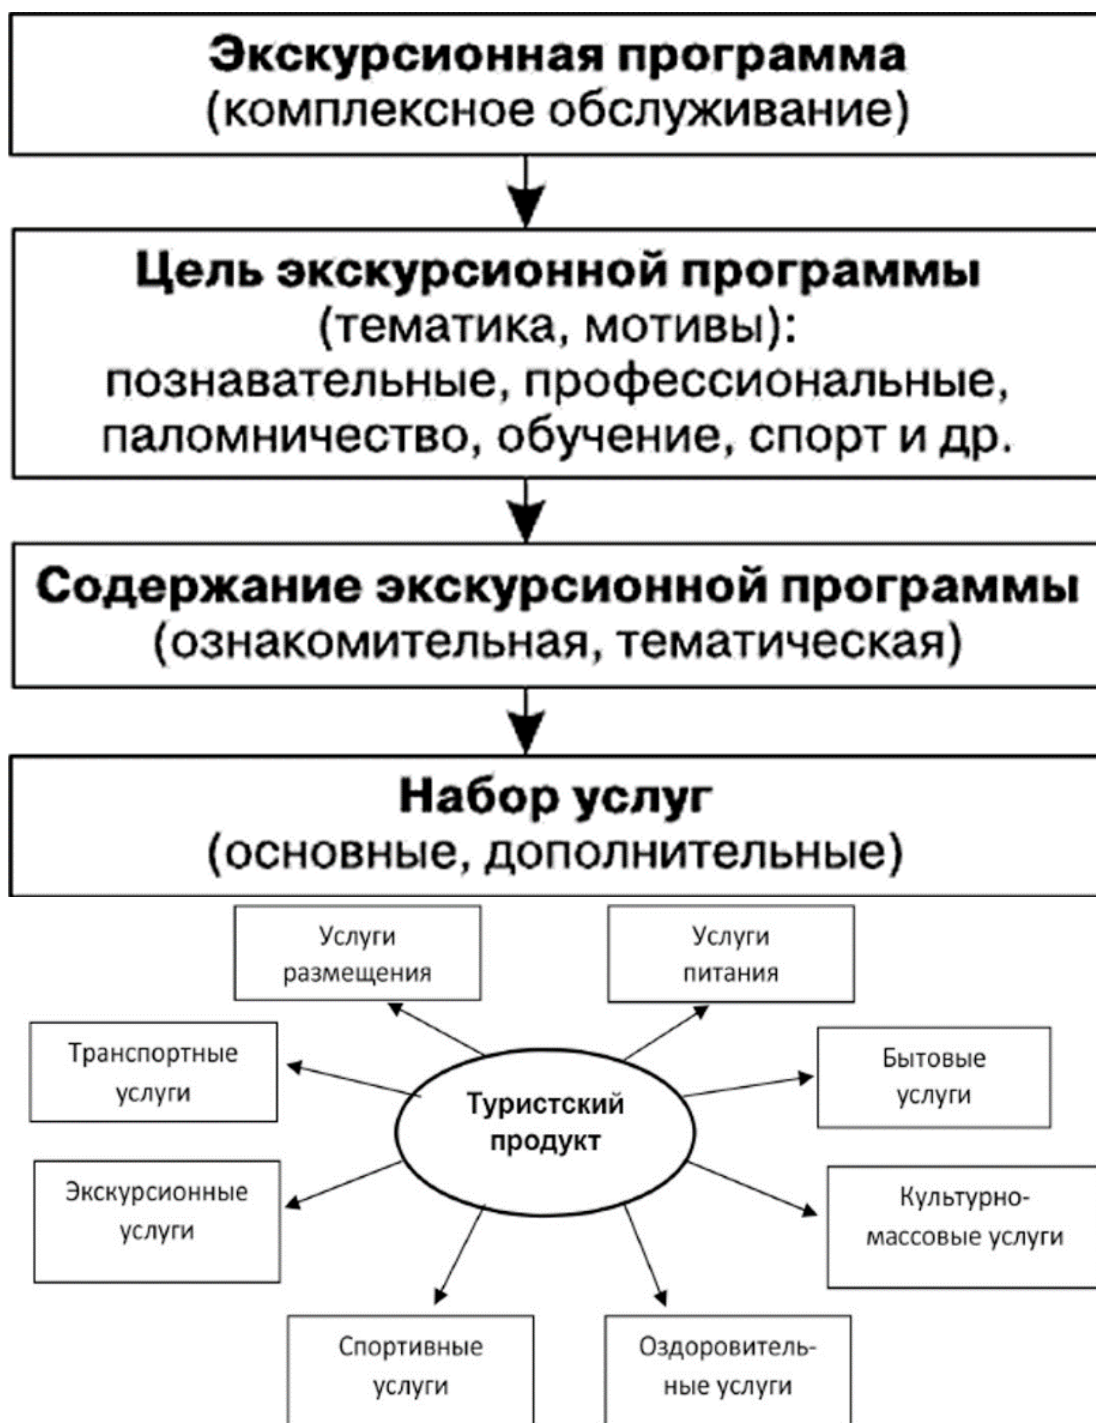 Экскурсионная программа
(комплексное обслуживание)
Цель экскурсионной программы
(тематика, мотивы):
познавательные, профессиональные,
паломничество, обучение, спорт и др.
Содержание экскурсионной программы
(ознакомительная, тематическая)
Набор услуг
(основные, дополнительные)
Услуги
размещения
Услуги
питания
Транспортные
услуги
Бытовые
услуги
Туристский
продукт
Экскурсионные
услуги
Культурно-
массовые услуги
Спортивные
услуги
Оздоровитель-
ные услуги